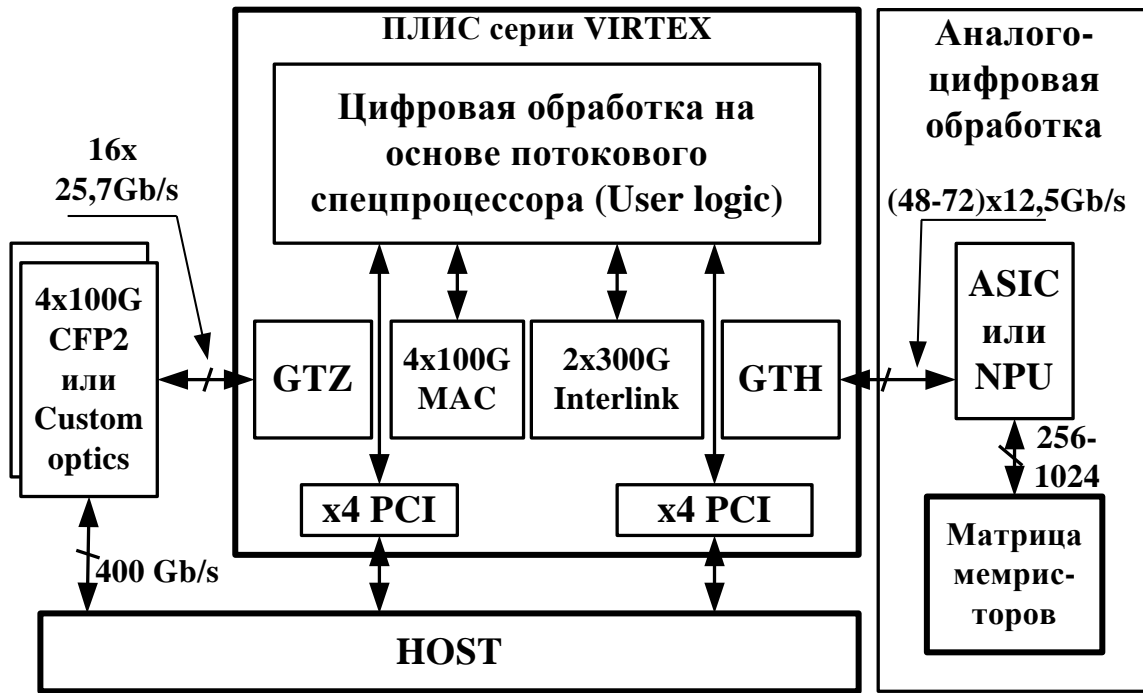 ПЛИС серии VIRTEX
Цифровая обработка на
основе потокового
спецпроцессора (User logic)
Аналого-
цифровая
обработка
16x
25,7Gb/s
(48-72)x12,5Gb/s
4x100G
CFP2
или
Custom
optics
GTZ
4x100G
MAC
2x300G
Interlink
GTH
ASIC
или
NPU
256-
1024
x4 PCI
x4 PCI
Матрица
мемрис-
торов
400 Gb/s
HOST